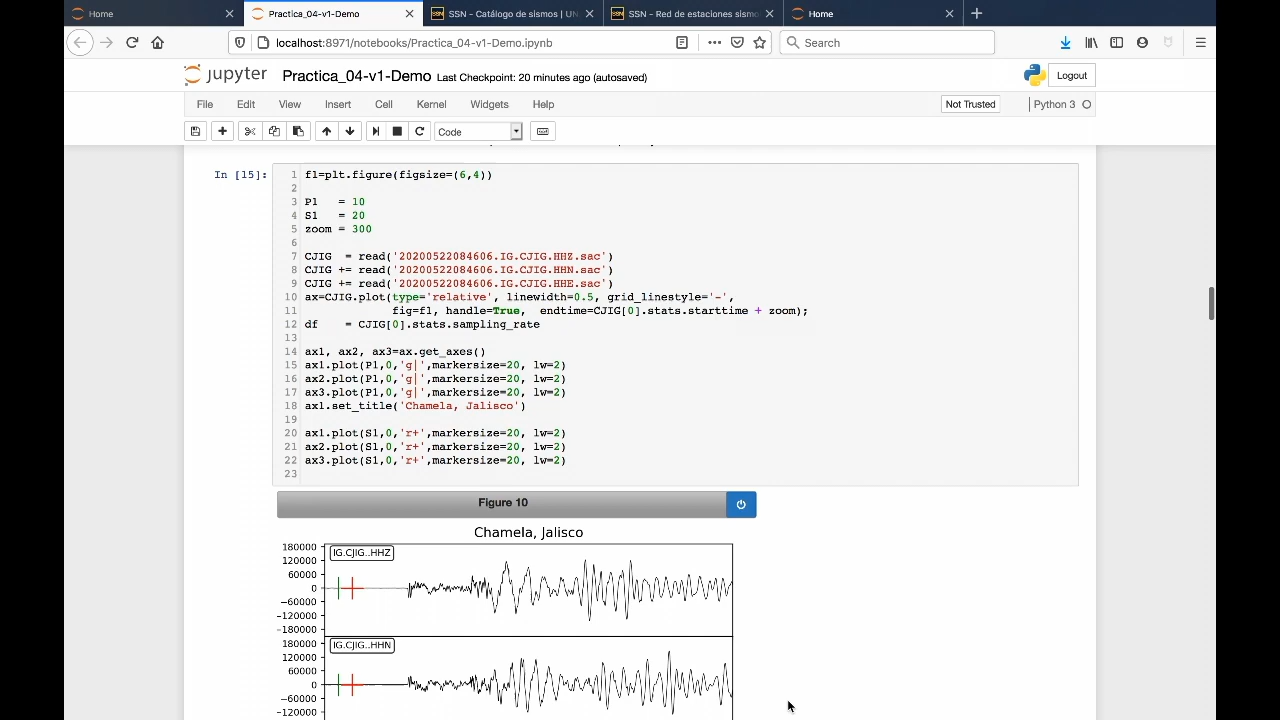 Home
Practica_04-v1-Demo
SSN - Catálogo de sismos | UN
SSN - Red de estaciones sismo
Home
localhost:8971/notebooks/Practica_04-v1-Demo.ipynb
Search
jupyter Practica_04-v1-Demo Last Checkpoint: 20 minutes ago (autosaved)
Logout
File Edit View Insert Cell Kernel Widgets Help
Not Trusted
Python 3
Code
In [15]:
1 f1=plt.figure(figsize=(6,4))
2
3 P1 = 10
4 S1 = 20
5 zoom = 300
6
7 CJIG = read('20200522084606.IG.CJIG.HHZ.sac')
8 CJIG += read('20200522084606.IG.CJIG.HHN.sac')
9 CJIG += read('20200522084606.IG.CJIG.HHE.sac')
10 ax=CJIG.plot(type='relative', linewidth=0.5, grid_linestyle='-',
11 fig=f1, handle=True, endtime=CJIG[0].stats.starttime + zoom);
12 df = CJIG[0].stats.sampling_rate
13
14 ax1, ax2, ax3=ax.get_axes()
15 ax1.plot(P1,0,'g|',markersize=20, lw=2)
16 ax2.plot(P1,0,'g|',markersize=20, lw=2)
17 ax3.plot(P1,0,'g|',markersize=20, lw=2)
18 ax1.set_title('Chamela, Jalisco')
19
20 ax1.plot(S1,0,'r+',markersize=20, lw=2)
21 ax2.plot(S1,0,'r+',markersize=20, lw=2)
22 ax3.plot(S1,0,'r+',markersize=20, lw=2)
23
Figure 10
Chamela, Jalisco
180000
IG.CJIG..HHZ
120000
60000
0
−60000
−120000
−180000
180000
IG.CJIG..HHN
120000
60000
0
−60000
−120000